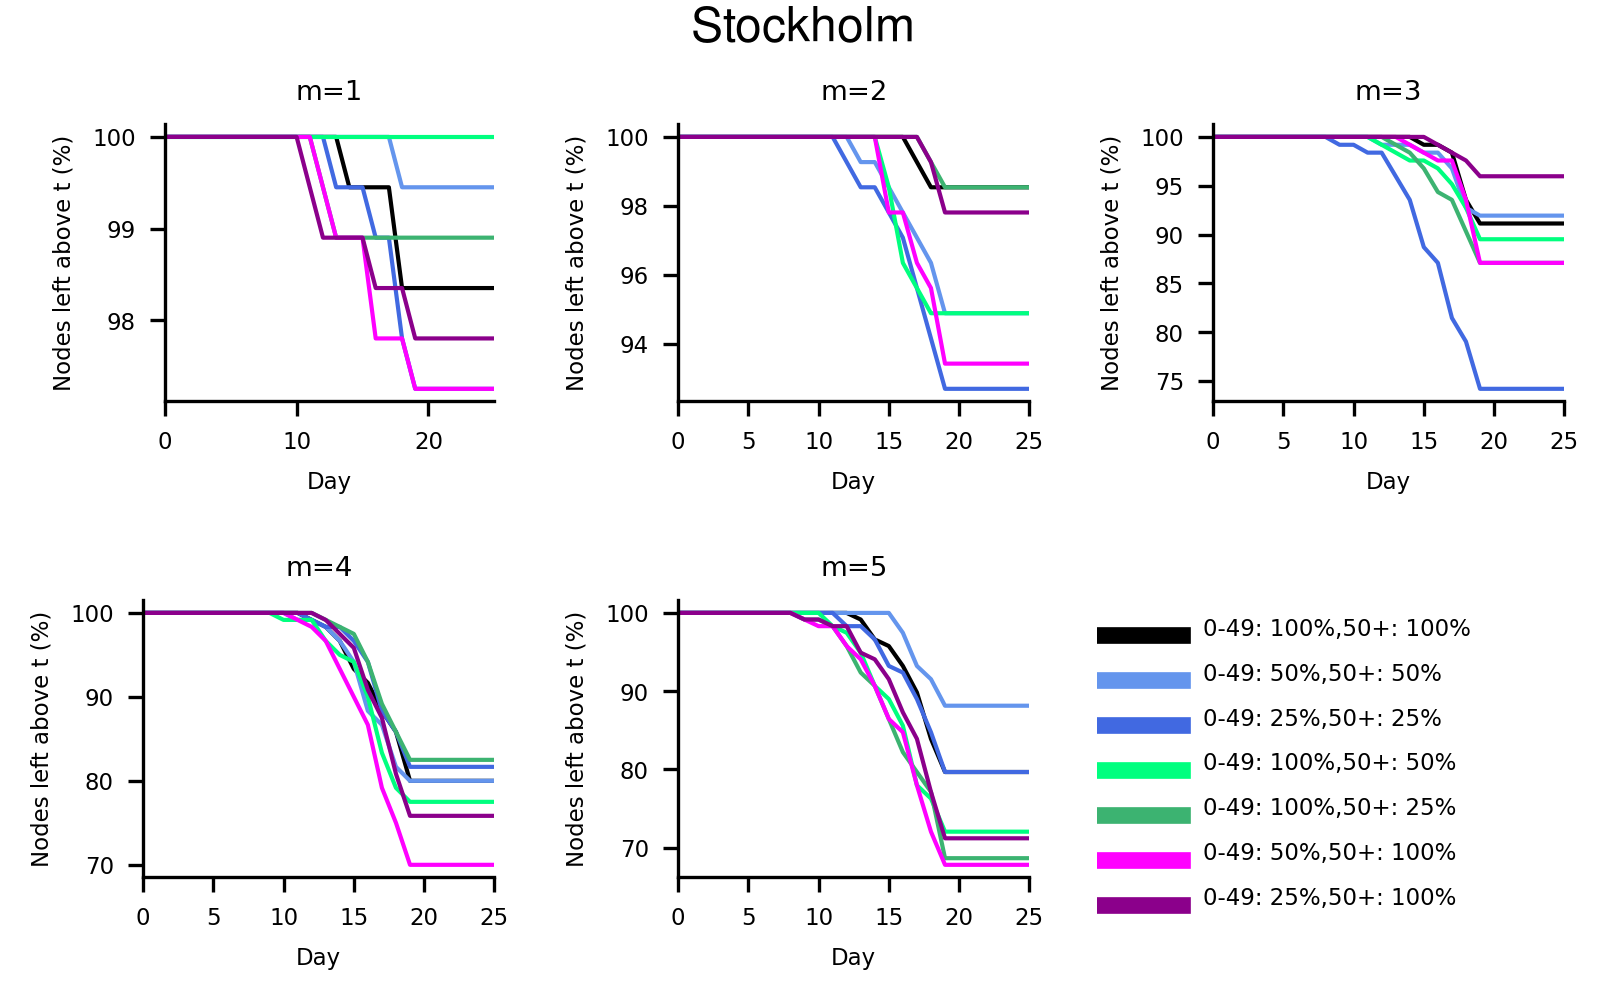 Stockholm
m=1
Nodes left above t (%)
100
99
98
0 10 20
Day
m=2
Nodes left above t (%)
100
98
96
94
0 5 10 15 20 25
Day
m=3
Nodes left above t (%)
100
95
90
85
80
75
0 5 10 15 20 25
Day
m=4
Nodes left above t (%)
100
90
80
70
0 5 10 15 20 25
Day
m=5
Nodes left above t (%)
100
90
80
70
0 5 10 15 20 25
Day
0-49: 100%,50+: 100%
0-49: 50%,50+: 50%
0-49: 25%,50+: 25%
0-49: 100%,50+: 50%
0-49: 100%,50+: 25%
0-49: 50%,50+: 100%
0-49: 25%,50+: 100%